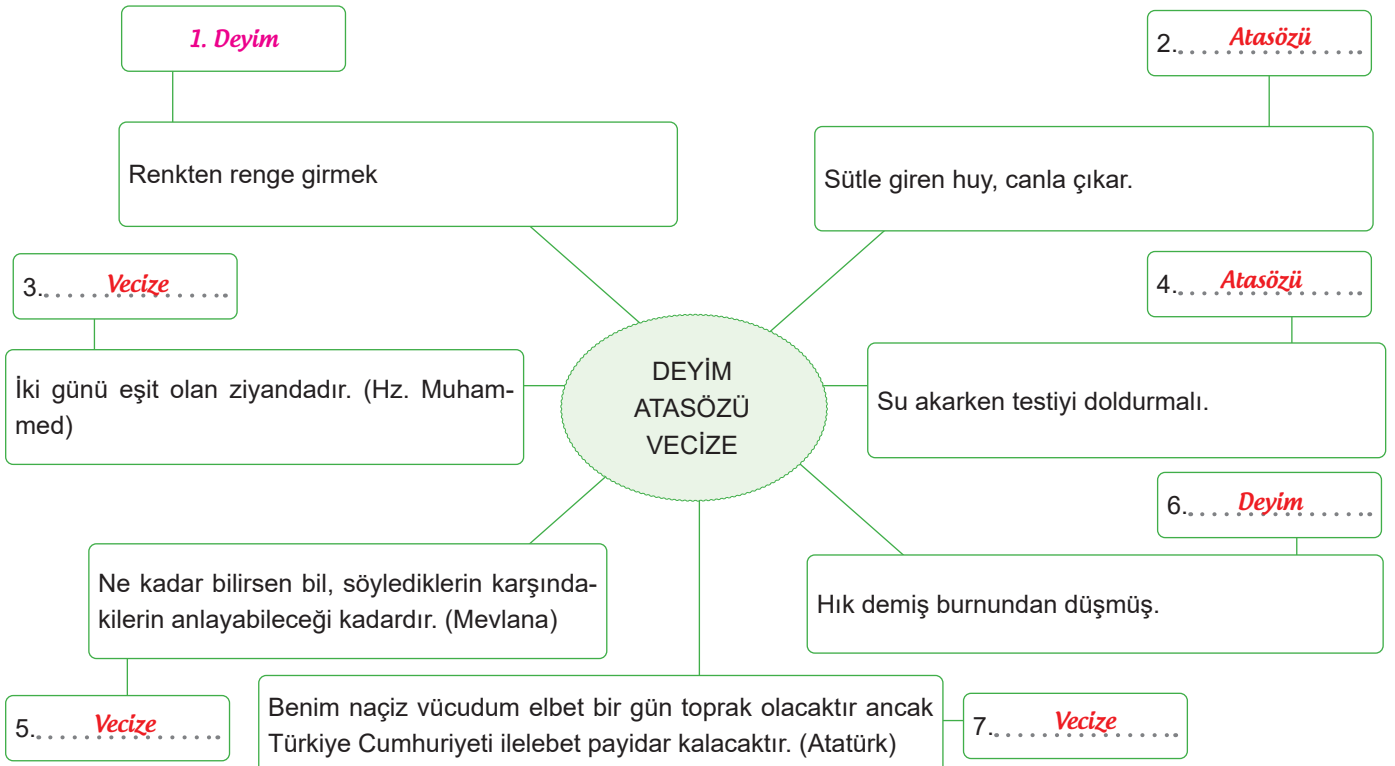 1. Deyim
2. Atasözü
Renkten renge girmek
Sütle giren huy, canla çıkar.
3. Vecize
4. Atasözü
İki günü eşit olan ziyandadır. (Hz. Muham-
med)
DEYİM
ATASÖZÜ
VECİZE
Su akarken testiyi doldurmalı.
6. Deyim
Ne kadar bilirsen bil, söylediklerin karşında-
kilerin anlayabileceği kadardır. (Mevlana)
Hık demiş burnundan düşmüş.
5. Vecize
Benim naçiz vücudum elbet bir gün toprak olacaktır ancak
Türkiye Cumhuriyeti ilelebet payidar kalacaktır. (Atatürk)
7. Vecize